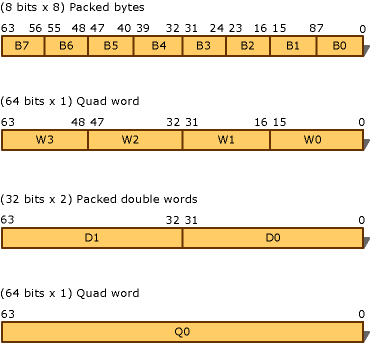 (8 bits x 8) Packed bytes
63 56 55 48 47 40 39 32 31 24 23 16 15 87 0
B7 B6 B5 B4 B3 B2 B1 B0
(64 bits x 1) Quad word
63 48 47 32 31 16 15 0
W3 W2 W1 W0
(32 bits x 2) Packed double words
63 32 31 0
D1 D0
(64 bits x 1) Quad word
63 0
Q0